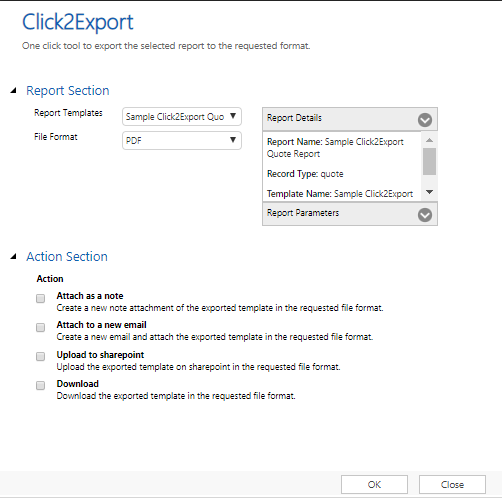 Click2Export
One click tool to export the selected report to the requested format.
Report Section
Report Templates
Sample Click2Export Quo
File Format
PDF
Report Details
Report Name: Sample Click2Export
Quote Report
Record Type: quote
Template Name: Sample Click2Export
Report Parameters
Action Section
Action
Attach as a note
Create a new note attachment of the exported template in the requested file format.
Attach to a new email
Create a new email and attach the exported template in the requested file format.
Upload to sharepoint
Upload the exported template on sharepoint in the requested file format.
Download
Download the exported template in the requested file format.
OK
Close